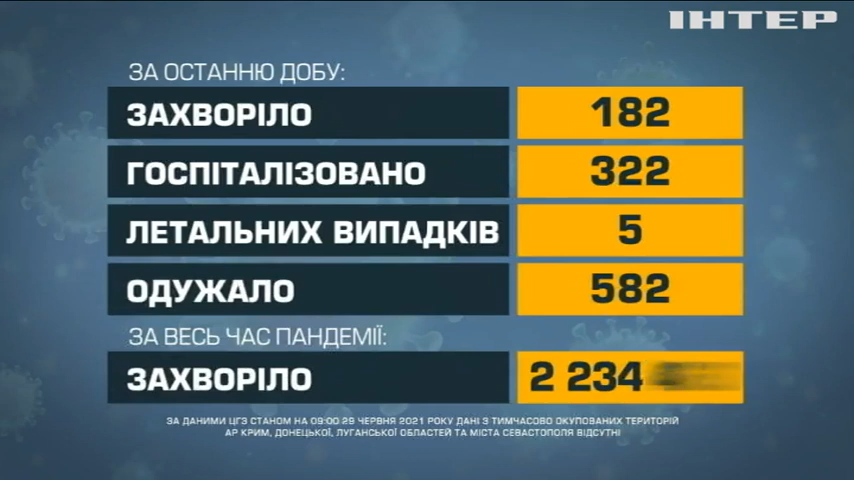 ІНТЕР
ЗА ОСТАННЮ ДОБУ:
ЗАХВОРІЛО 182
ГОСПІТАЛІЗОВАНО 322
ЛЕТАЛЬНИХ ВИПАДКІВ 5
ОДУЖАЛО 582
ЗА ВЕСЬ ЧАС ПАНДЕМІЇ:
ЗАХВОРІЛО 2 234
ЗА ДАНИМИ ЦГЗ СТАНОМ НА 09:00 29 ЧЕРВНЯ 2021 РОКУ ДАНІ З ТИМЧАСОВО ОКУПОВАНИХ ТЕРИТОРІЙ
АР КРИМ, ДОНЕЦЬКОЇ, ЛУГАНСЬКОЇ ОБЛАСТЕЙ ТА МІСТА СЕВАСТОПОЛЯ ВІДСУТНІ